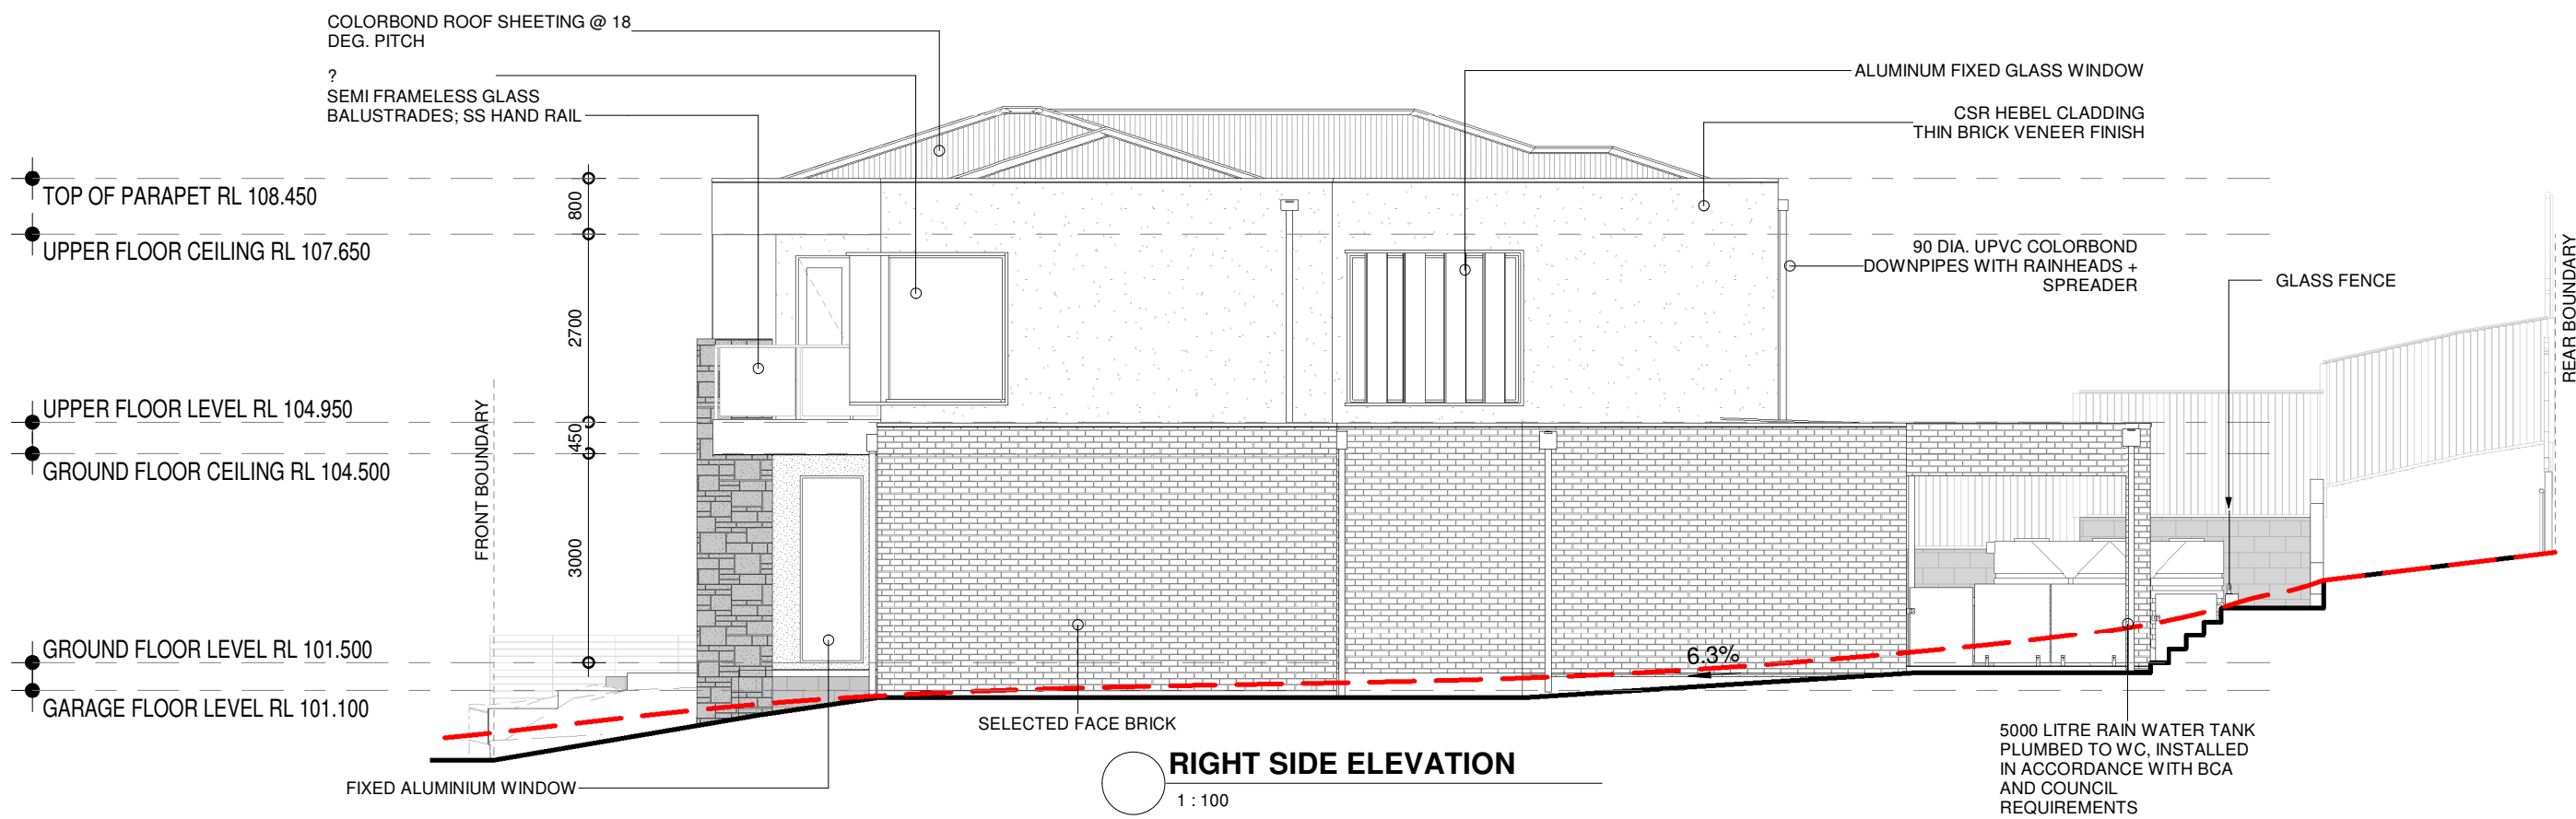 COLORBOND ROOF SHEETING @ 18
DEG. PITCH
?
SEMI FRAMELESS GLASS
BALUSTRADES; SS HAND RAIL
ALUMINUM FIXED GLASS WINDOW
CSR HEBEL CLADDING
THIN BRICK VENEER FINISH
TOP OF PARAPET RL 108.450
800
UPPER FLOOR CEILING RL 107.650
90 DIA. UPVC COLORBOND
DOWNPIPES WITH RAINHEADS +
SPREADER
GLASS FENCE
REAR BOUNDARY
2700
UPPER FLOOR LEVEL RL 104.950
450
GROUND FLOOR CEILING RL 104.500
FRONT BOUNDARY
3000
GROUND FLOOR LEVEL RL 101.500
6.3%
GARAGE FLOOR LEVEL RL 101.100
SELECTED FACE BRICK
5000 LITRE RAIN WATER TANK
PLUMBED TO WC, INSTALLED
IN ACCORDANCE WITH BCA
AND COUNCIL
REQUIREMENTS
FIXED ALUMINIUM WINDOW
RIGHT SIDE ELEVATION
1 : 100